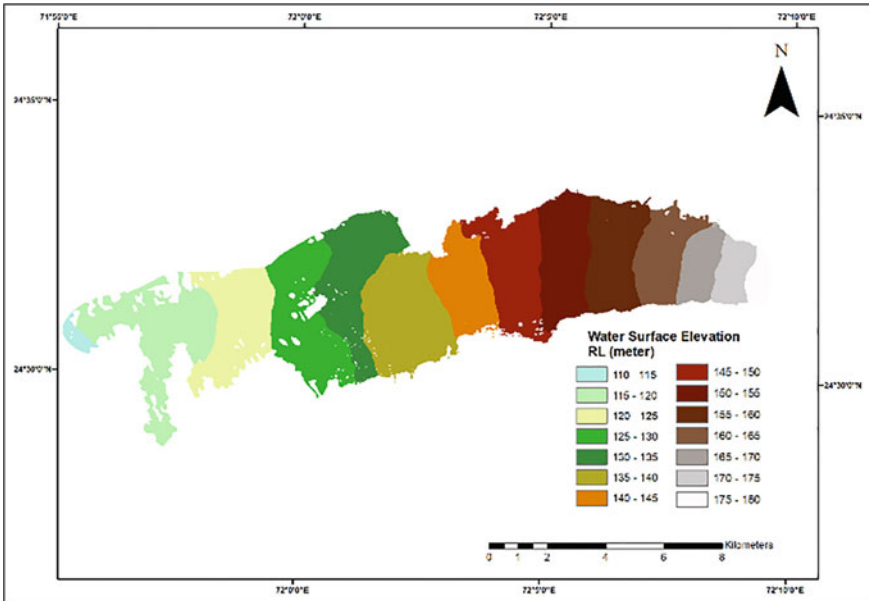 71°55'0"E 72°0'0"E 72°5'0"E 72°10'0"E
N
24°35'0"N 24°35'0"N
Water Surface Elevation
RL (meter)
110 115 145 - 150
115 - 120 150 - 155
120 125 155 - 160
125 - 130 160 - 165
130 - 135 165 - 170
135 - 140 170 - 175
140 - 145 175 - 180
24°30'0"N 24°30'0"N
0 1 2 4 6 8 Kilometers
72°0'0"E 72°5'0"E 72°10'0"E